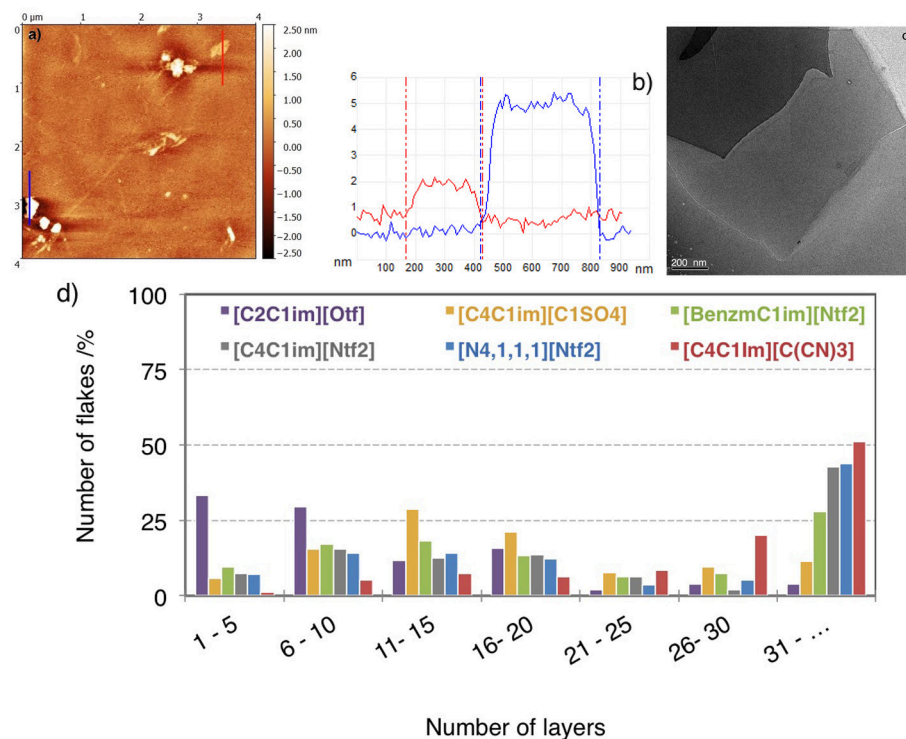 0 µm 1 2 3 4
0
a)
1
2
3
4
2.50 nm
2.00
1.50
1.00
0.50
0.00
-0.50
-1.00
-1.50
-2.00
-2.50
b)
6
5
4
3
2
1
0
nm 100 200 300 400 500 600 700 800 900 nm
200 nm
d)
100
75
50
25
0
Number of flakes /%
[C2C1im][Otf] [C4C1im][C1SO4] [BenzmC1im][Ntf2]
[C4C1im][Ntf2] [N4,1,1,1][Ntf2] [C4C1Im][C(CN)3]
1 - 5 6 - 10 11- 15 16- 20 21 - 25 26- 30 31 - ...
Number of layers